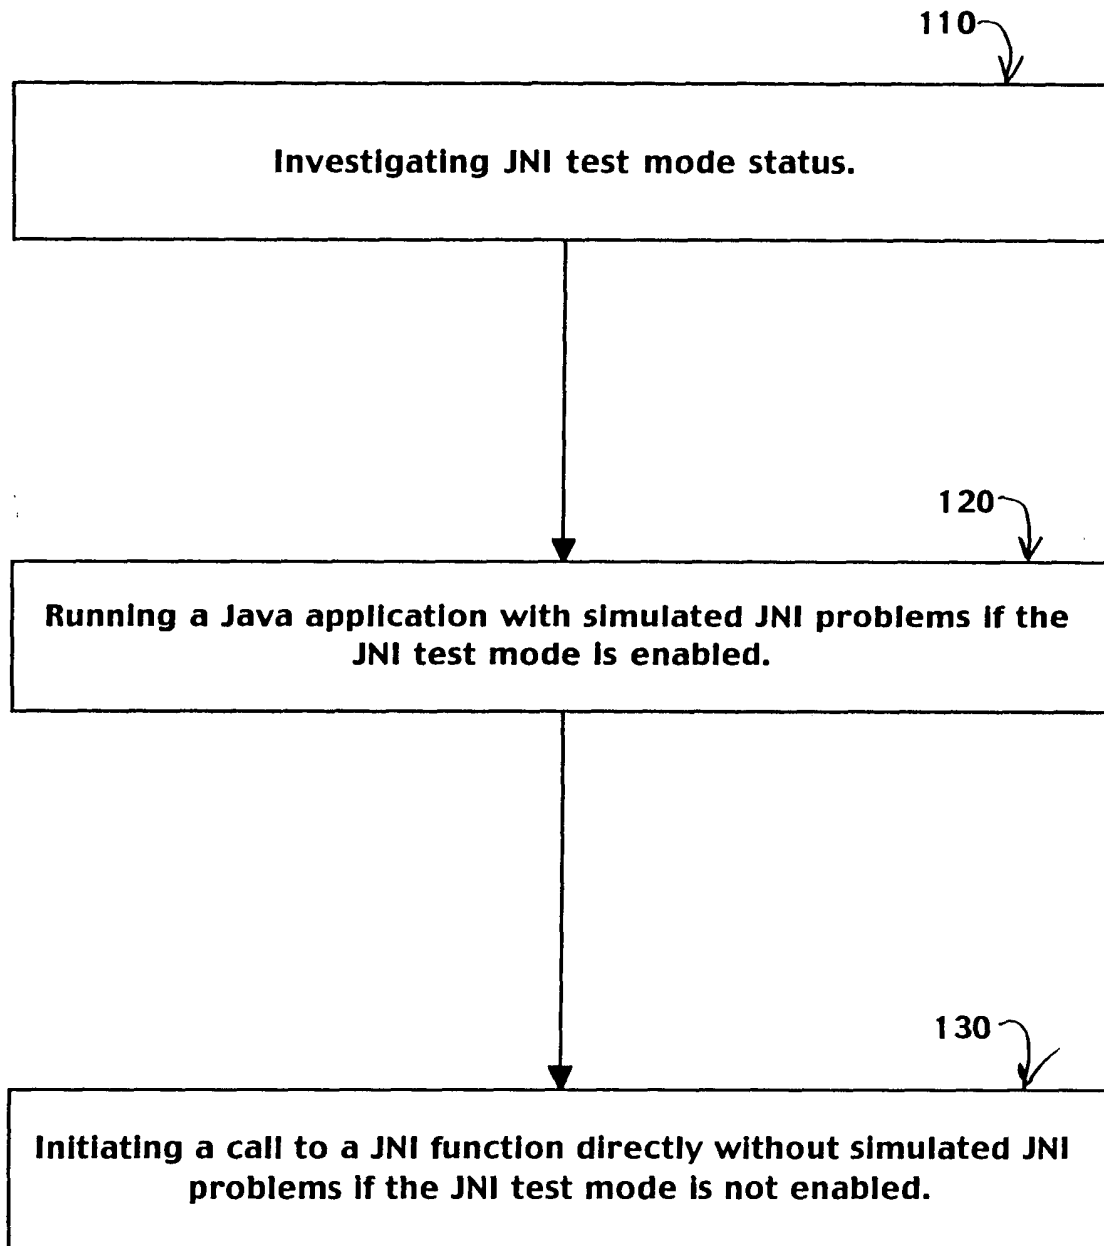 110
Investigating JNI test mode status.
120
Running a Java application with simulated JNI problems if the
JNI test mode is enabled.
130
Initiating a call to a JNI function directly without simulated JNI
problems if the JNI test mode is not enabled.